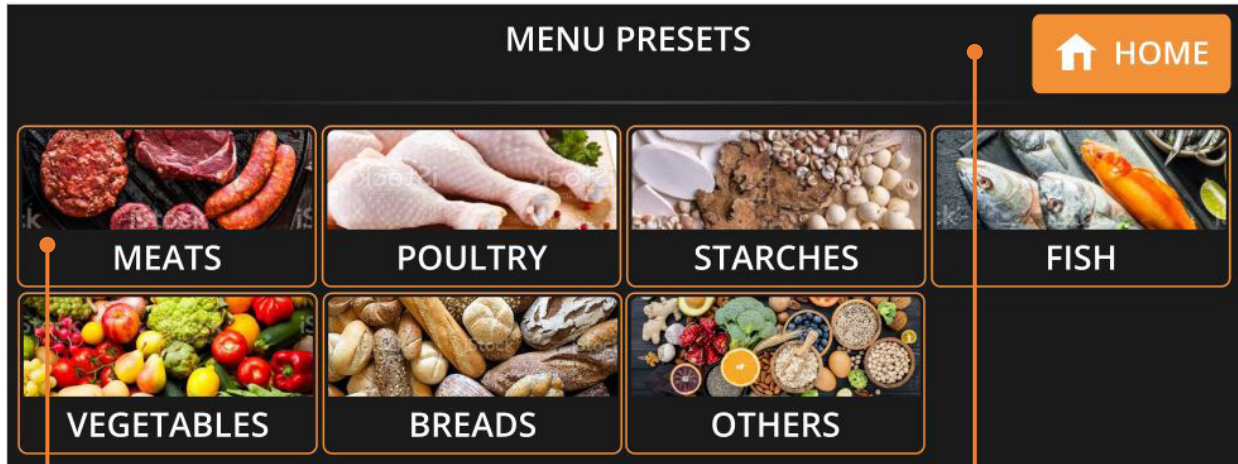 MENU PRESETS
HOME
MEATS
POULTRY
STARCHES
FISH
VEGETABLES
BREADS
OTHERS